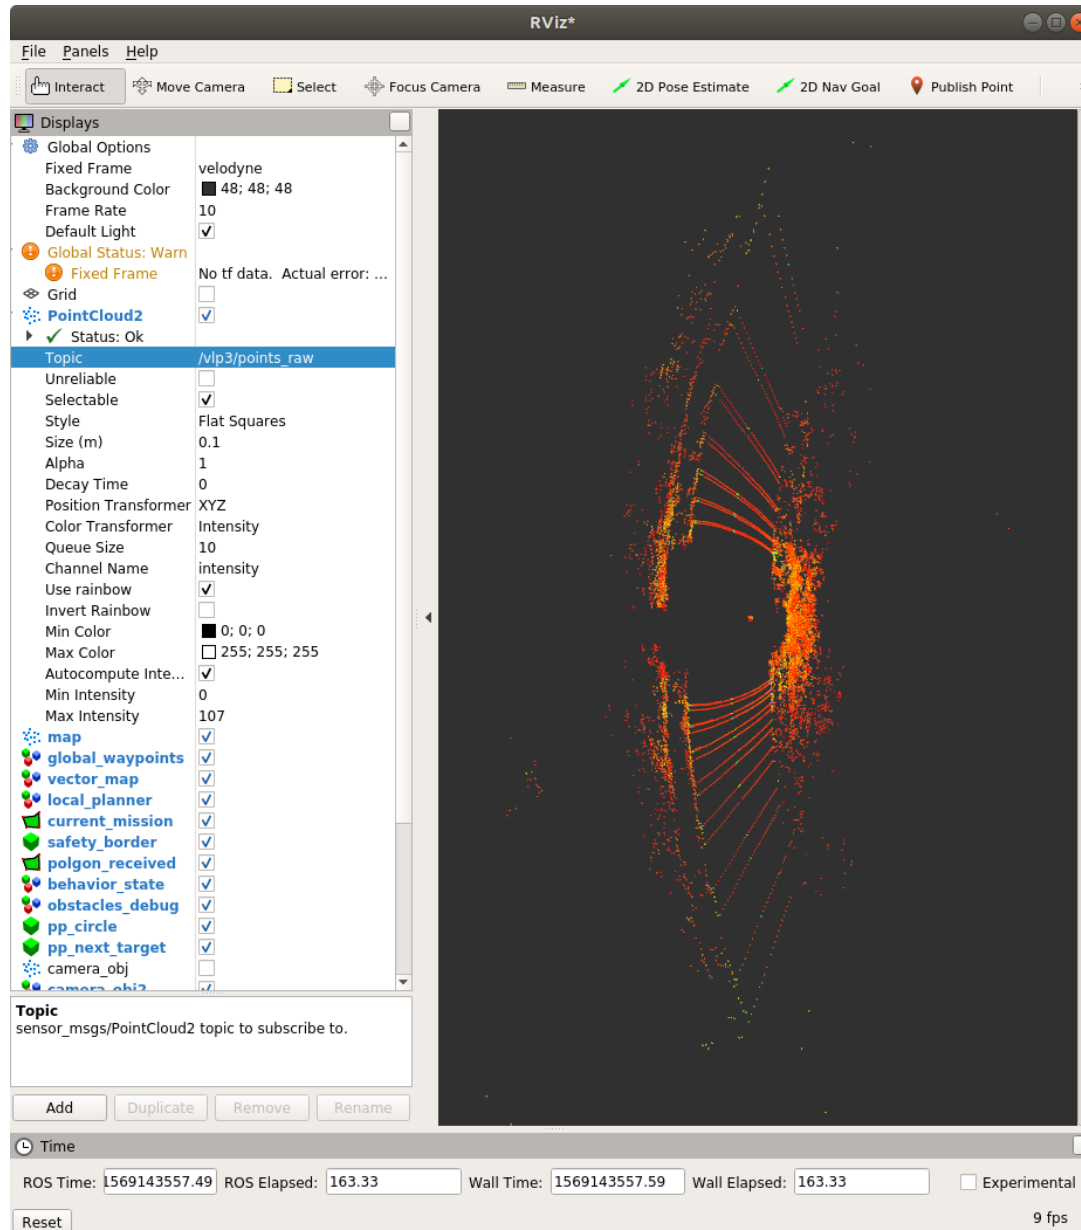 RViz*
File Panels Help
Interact Move Camera Select Focus Camera Measure 2D Pose Estimate 2D Nav Goal Publish Point
Displays
Global Options
Fixed Frame velodyne
Background Color 48; 48; 48
Frame Rate 10
Default Light
Global Status: Warn
Fixed Frame No tf data. Actual error: ...
Grid
PointCloud2
Status: Ok
Topic /vlp3/points_raw
Unreliable
Selectable
Style Flat Squares
Size (m) 0.1
Alpha 1
Decay Time 0
Position Transformer XYZ
Color Transformer Intensity
Queue Size 10
Channel Name intensity
Use rainbow
Invert Rainbow
Min Color 0; 0; 0
Max Color 255; 255; 255
Autocompute Inte...
Min Intensity 0
Max Intensity 107
map
global_waypoints
vector_map
local_planner
current_mission
safety_border
polgon_received
behavior_state
obstacles_debug
pp_circle
pp_next_target
camera_obj
camera_obj2
Topic
sensor_msgs/PointCloud2 topic to subscribe to.
Add Duplicate Remove Rename
Time
ROS Time: 1569143557.49 ROS Elapsed: 163.33 Wall Time: 1569143557.59 Wall Elapsed: 163.33 Experimental
Reset 9 fps